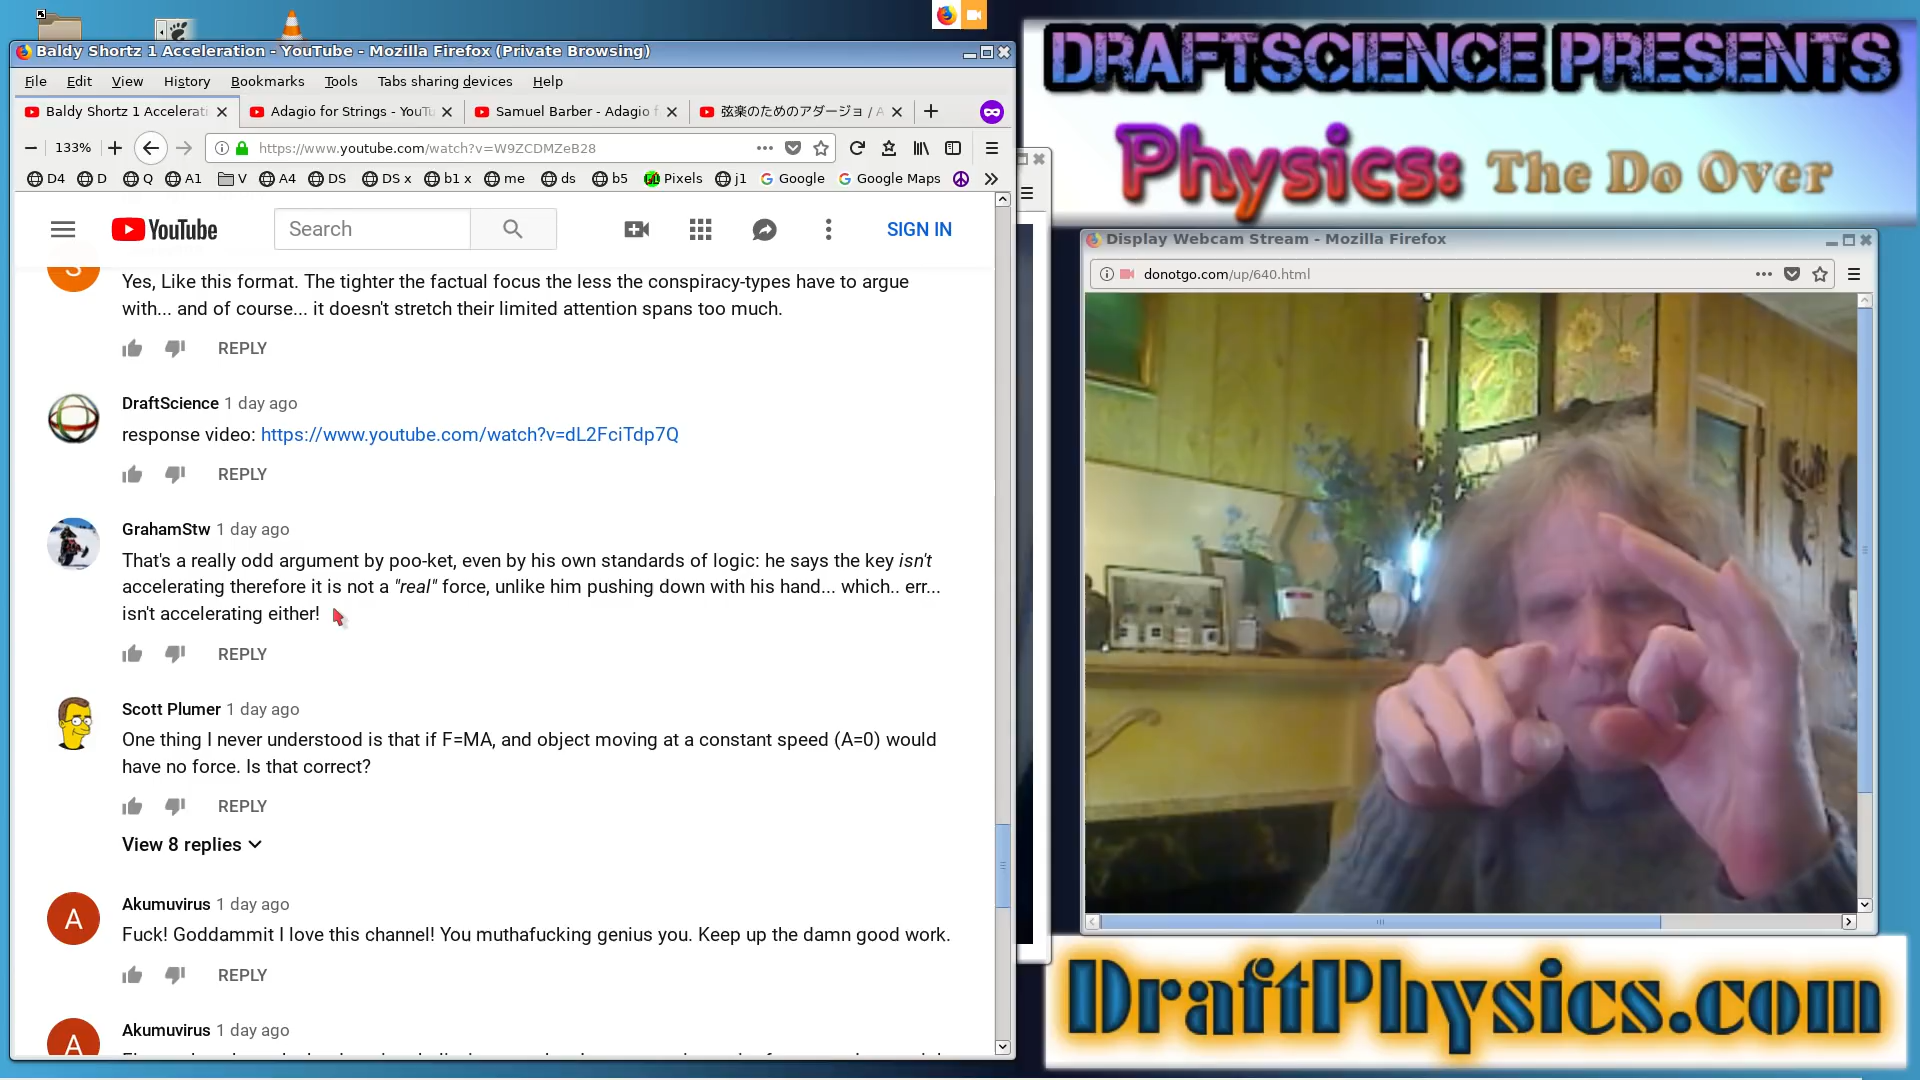 Baldy Shortz 1 Acceleration - YouTube - Mozilla Firefox (Private Browsing)
File Edit View History Bookmarks Tools Tabs sharing devices Help
Baldy Shortz 1 Accelerati
Adagio for Strings - YouTu
Samuel Barber - Adagio f
弦楽のためのアダージョ / A
133%
https://www.youtube.com/watch?v=W9ZCDMZeB28
D4 D Q A1 V A4 DS DS x b1 x me ds b5 Pixels j1 Google Google Maps
YouTube
Search
SIGN IN
Yes, Like this format. The tighter the factual focus the less the conspiracy-types have to argue
with... and of course... it doesn't stretch their limited attention spans too much.
REPLY
DraftScience 1 day ago
response video: https://www.youtube.com/watch?v=dL2FciTdp7Q
REPLY
GrahamStw 1 day ago
That's a really odd argument by poo-ket, even by his own standards of logic: he says the key isn't
accelerating therefore it is not a "real" force, unlike him pushing down with his hand... which.. err...
isn't accelerating either!
REPLY
Scott Plumer 1 day ago
One thing I never understood is that if F=MA, and object moving at a constant speed (A=0) would
have no force. Is that correct?
REPLY
View 8 replies
A
Akumuvirus 1 day ago
Fuck! Goddammit I love this channel! You muthafucking genius you. Keep up the damn good work.
REPLY
A
Akumuvirus 1 day ago
DRAFTSCIENCE PRESENTS
Physics: The Do Over
Display Webcam Stream - Mozilla Firefox
donotgo.com/up/640.html
DraftPhysics.com